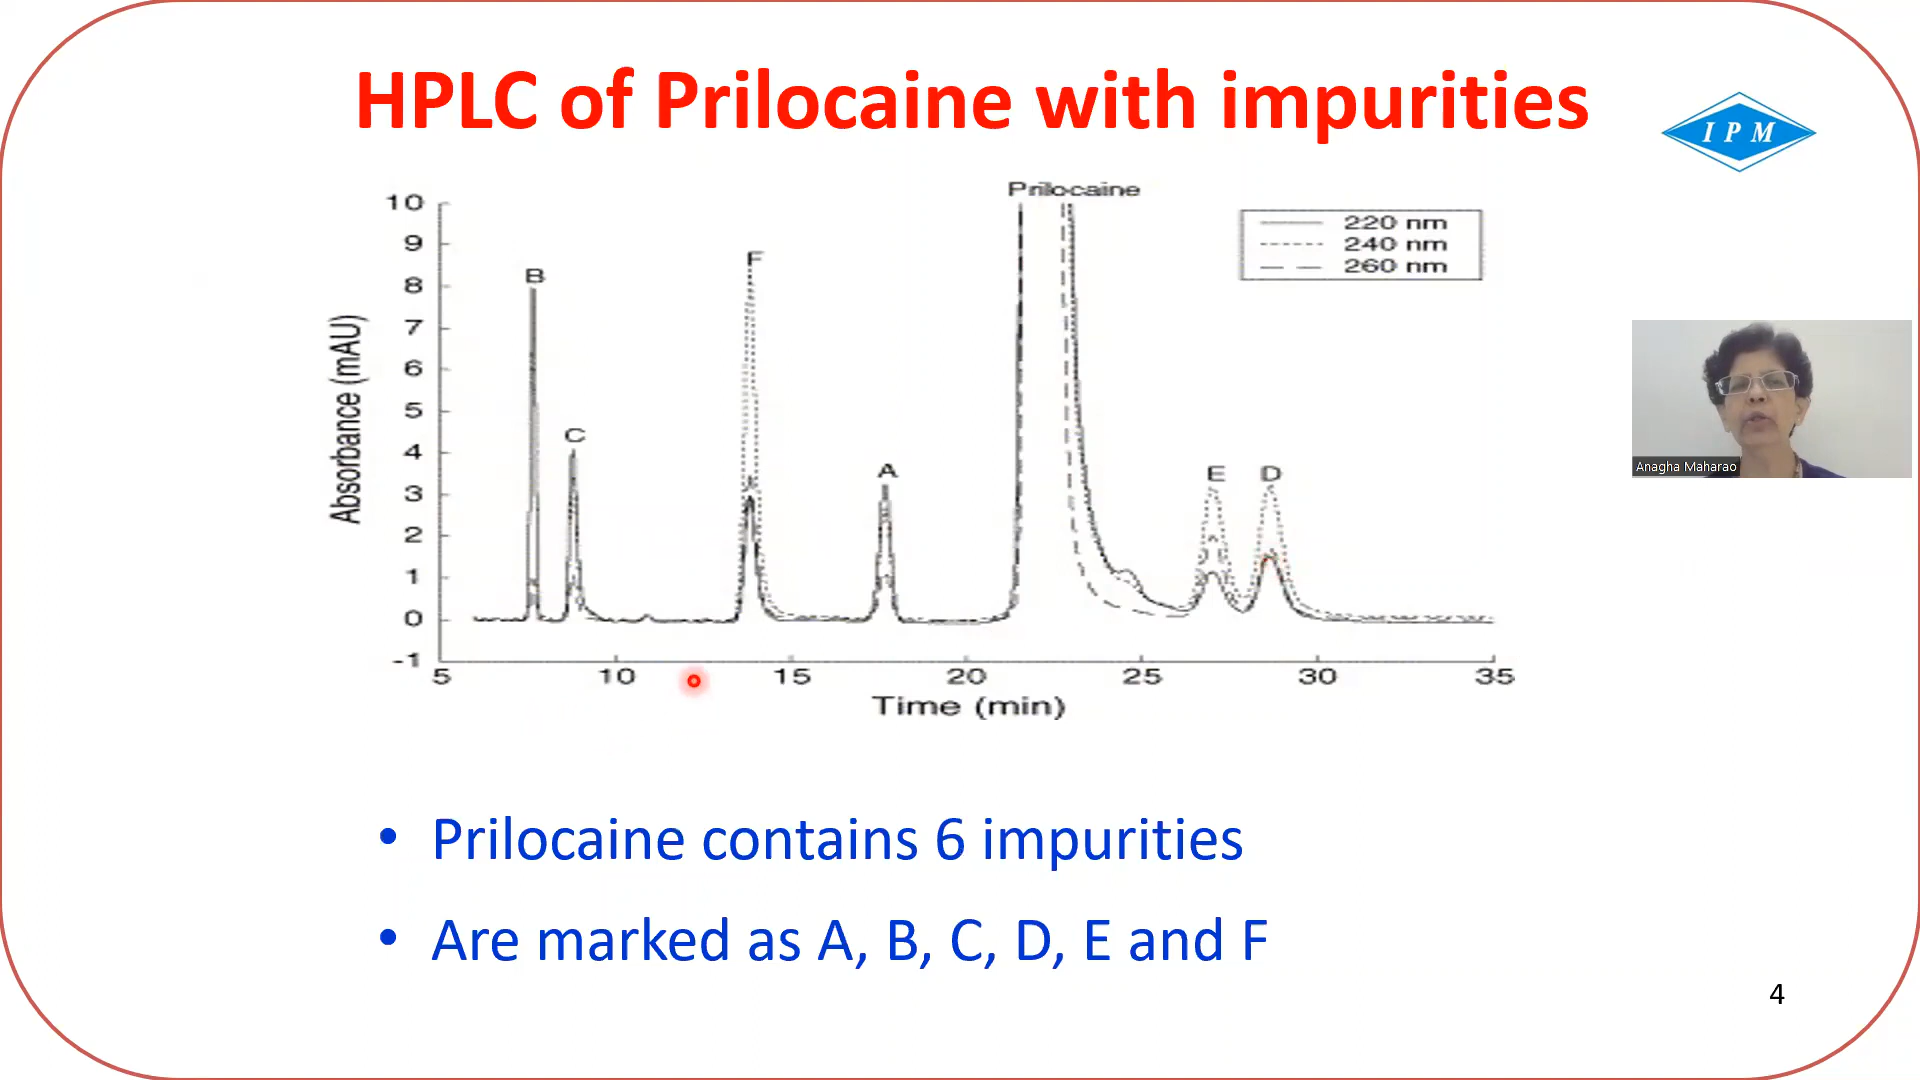 HPLC of Prilocaine with impurities
IPM
Prilocaine
10
9
8
7
6
5
4
3
2
1
0
-1
Absorbance (mAU)
B
C
F
A
E
D
220 nm
240 nm
260 nm
5 10 15 20 25 30 35
Time (min)
Anagha Maharao
• Prilocaine contains 6 impurities
• Are marked as A, B, C, D, E and F
4